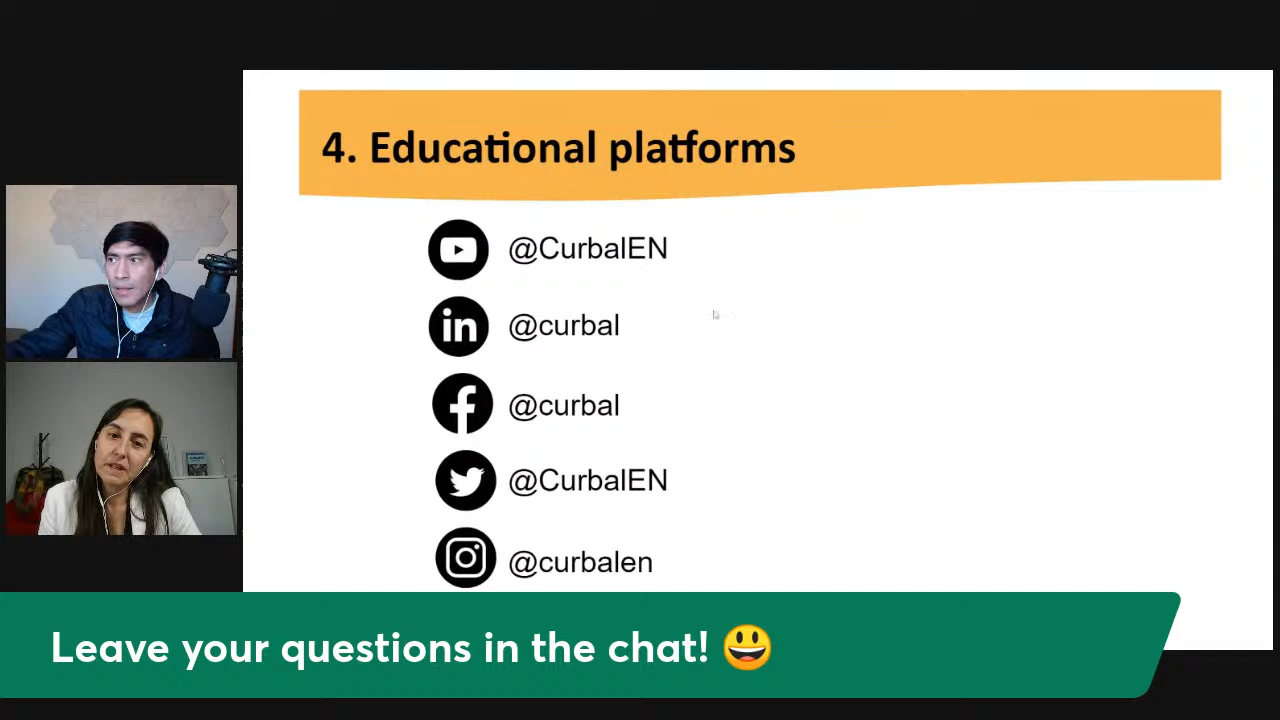 4. Educational platforms
@CurbalEN
@curbal
@curbal
@CurbalEN
@curbalen
Leave your questions in the chat! 😃